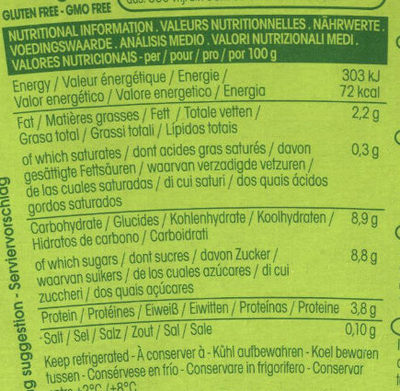 GLUTEN FREE - GMO FREE
NUTRITIONAL INFORMATION . VALEURS NUTRITIONNELLES . NÄHRWERTE .
VOEDINGSWAARDE . ANÁLISIS MEDIO . VALORI NUTRIZIONALI MEDI .
VALORES NUTRICIONAIS - per / pour / pro / por 100 g
Energy / Valeur énergétique / Energie / 303 kJ
Valor energético / Valore energetico / Energia 72 kcal
Fat / Matières grasses / Fett / Totale vetten / 2,2 g
Grasa total / Grassi totali / Lípidos totais
of which saturates / dont acides gras saturés / davon 0,3 g
gesättigte Fettsäuren / waarvan verzadigde vetzuren /
de las cuales saturadas / di cui saturi / dos quais ácidos
gordos saturados
Carbohydrate / Glucides / Kohlenhydrate / Koolhydraten / 8,9 g
Hidratos de carbono / Carboidrati
of which sugars / dont sucres / davon Zucker / 8,8 g
waarvan suikers / de los cuales azúcares / di cui
zuccheri / dos quais açúcares
Protein / Protéines / Eiweiß / Eiwitten / Proteínas / Proteine 3,8 g
Salt / Sel / Salz / Zout / Sal / Sale 0,10 g
Keep refrigerated - À conserver à - Kühl aufbewahren - Koel bewaren
tussen - Consérvese en frío - Conservare in frigorifero - Conservar
+2°C /+8°C
suggestion - Serviervorschlag